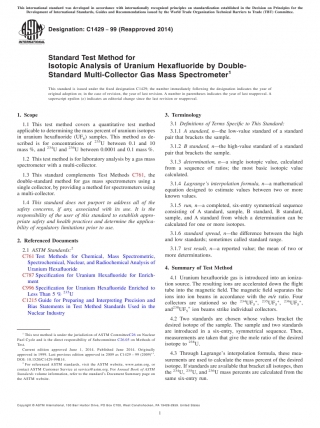 This international standard was developed in accordance with internationally recognized principles on standardization established in the Decision on Principles for the
Development of International Standards, Guides and Recommendations issued by the World Trade Organization Technical Barriers to Trade (TBT) Committee.
Designation: C1429 − 99 (Reapproved 2014)
INTERNATIONAL
Standard Test Method for
Isotopic Analysis of Uranium Hexafluoride by Double-
Standard Multi-Collector Gas Mass Spectrometer¹
This standard is issued under the fixed designation C1429; the number immediately following the designation indicates the year of
original adoption or, in the case of revision, the year of last revision. A number in parentheses indicates the year of last reapproval. A
superscript epsilon (ε) indicates an editorial change since the last revision or reapproval.
1. Scope
1.1 This test method covers a quantitative test method
applicable to determining the mass percent of uranium isotopes
in uranium hexafluoride (UF₆) samples. This method as de-
scribed is for concentrations of ²³⁵U between 0.1 and 10
mass %, and ²³⁴U and ²³⁶U between 0.0001 and 0.1 mass %.
1.2 This test method is for laboratory analysis by a gas mass
spectrometer with a multi-collector.
1.3 This standard complements Test Methods C761, the
double-standard method for gas mass spectrometers using a
single collector, by providing a method for spectrometers using
a multi-collector.
1.4 This standard does not purport to address all of the
safety concerns, if any, associated with its use. It is the
responsibility of the user of this standard to establish appro-
priate safety and health practices and determine the applica-
bility of regulatory limitations prior to use.
2. Referenced Documents
2.1 ASTM Standards:²
C761 Test Methods for Chemical, Mass Spectrometric,
Spectrochemical, Nuclear, and Radiochemical Analysis of
Uranium Hexafluoride
C787 Specification for Uranium Hexafluoride for Enrich-
ment
C996 Specification for Uranium Hexafluoride Enriched to
Less Than 5 % ²³⁵U
C1215 Guide for Preparing and Interpreting Precision and
Bias Statements in Test Method Standards Used in the
Nuclear Industry
¹ This test method is under the jurisdiction of ASTM Committee C26 on Nuclear
Fuel Cycle and is the direct responsibility of Subcommittee C26.05 on Methods of
Test.
Current edition approved June 1, 2014. Published June 2014. Originally
approved in 1999. Last previous edition approved in 2009 as C1429 – 99 (2009).
DOI: 10.1520/C1429-99R14.
² For referenced ASTM standards, visit the ASTM website, www.astm.org, or
contact ASTM Customer Service at service@astm.org. For Annual Book of ASTM
Standards volume information, refer to the standard's Document Summary page on
the ASTM website.
3. Terminology
3.1 Definitions of Terms Specific to This Standard:
3.1.1 A standard, n—the low-value standard of a standard
pair that brackets the sample.
3.1.2 B standard, n—the high-value standard of a standard
pair that brackets the sample.
3.1.3 determination, n—a single isotopic value, calculated
from a sequence of ratios; the most basic isotopic value
calculated.
3.1.4 Lagrange's interpolation formula, n—a mathematical
equation designed to estimate values between two or more
known values.
3.1.5 run, n—a completed, six-entry symmetrical sequence
consisting of A standard, sample, B standard, B standard,
sample, and A standard from which a determination can be
calculated for one or more isotopes.
3.1.6 standard spread, n—the difference between the high
and low standards; sometimes called standard range.
3.1.7 test result, n—a reported value; the mean of two or
more determinations.
4. Summary of Test Method
4.1 Uranium hexafluoride gas is introduced into an ioniza-
tion source. The resulting ions are accelerated down the flight
tube into the magnetic field. The magnetic field separates the
ions into ion beams in accordance with the m/e ratio. Four
collectors are stationed so the ²³⁴UF₅⁺, ²³⁵UF₅⁺, ²³⁶UF₅⁺,
and²³⁸UF₅⁺ ion beams strike individual collectors.
4.2 Two standards are chosen whose values bracket the
desired isotope of the sample. The sample and two standards
are introduced in a six-entry, symmetrical sequence. Then,
measurements are taken that give the mole ratio of the desired
isotope to ²³⁸U.
4.3 Through Lagrange's interpolation formula, these mea-
surements are used to calculate the mass percent of the desired
isotope. If standards are available that bracket all isotopes, then
the ²³⁴U, ²³⁵U, and ²³⁶U mass percents are calculated from the
same six-entry run.
Copyright © ASTM International, 100 Barr Harbor Drive, PO Box C700, West Conshohocken, PA 19428-2959. United States
1